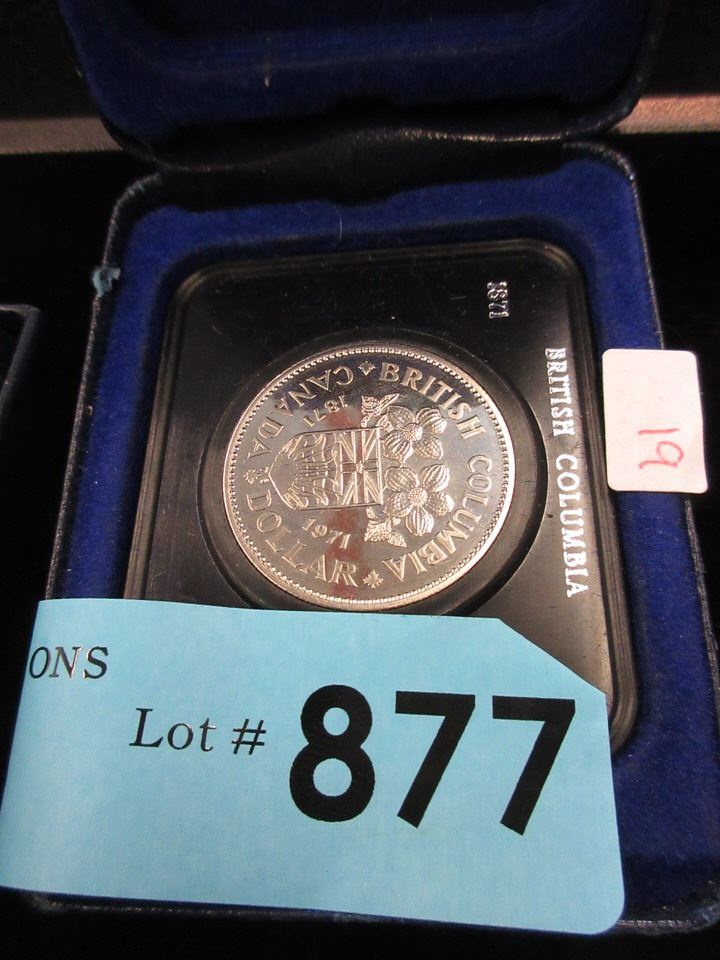 1871
BRITISH COLUMBIA
BRITISH COLUMBIA
1871
1971
CANADA DOLLAR
19
ONS
Lot # 877